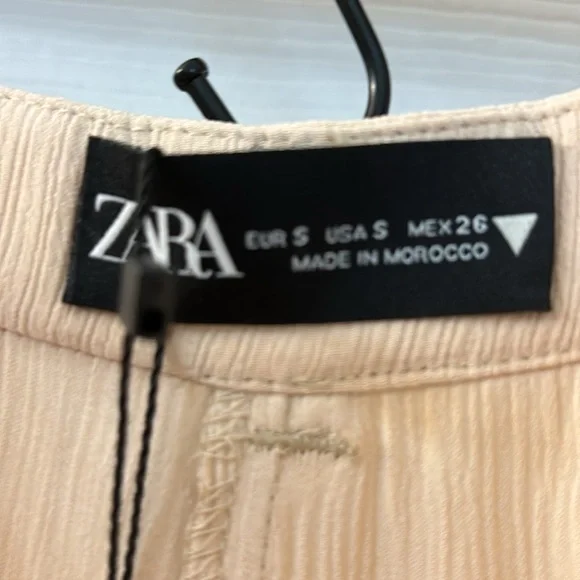 ZARA
EUR S USA S MEX 26
MADE IN MOROCCO